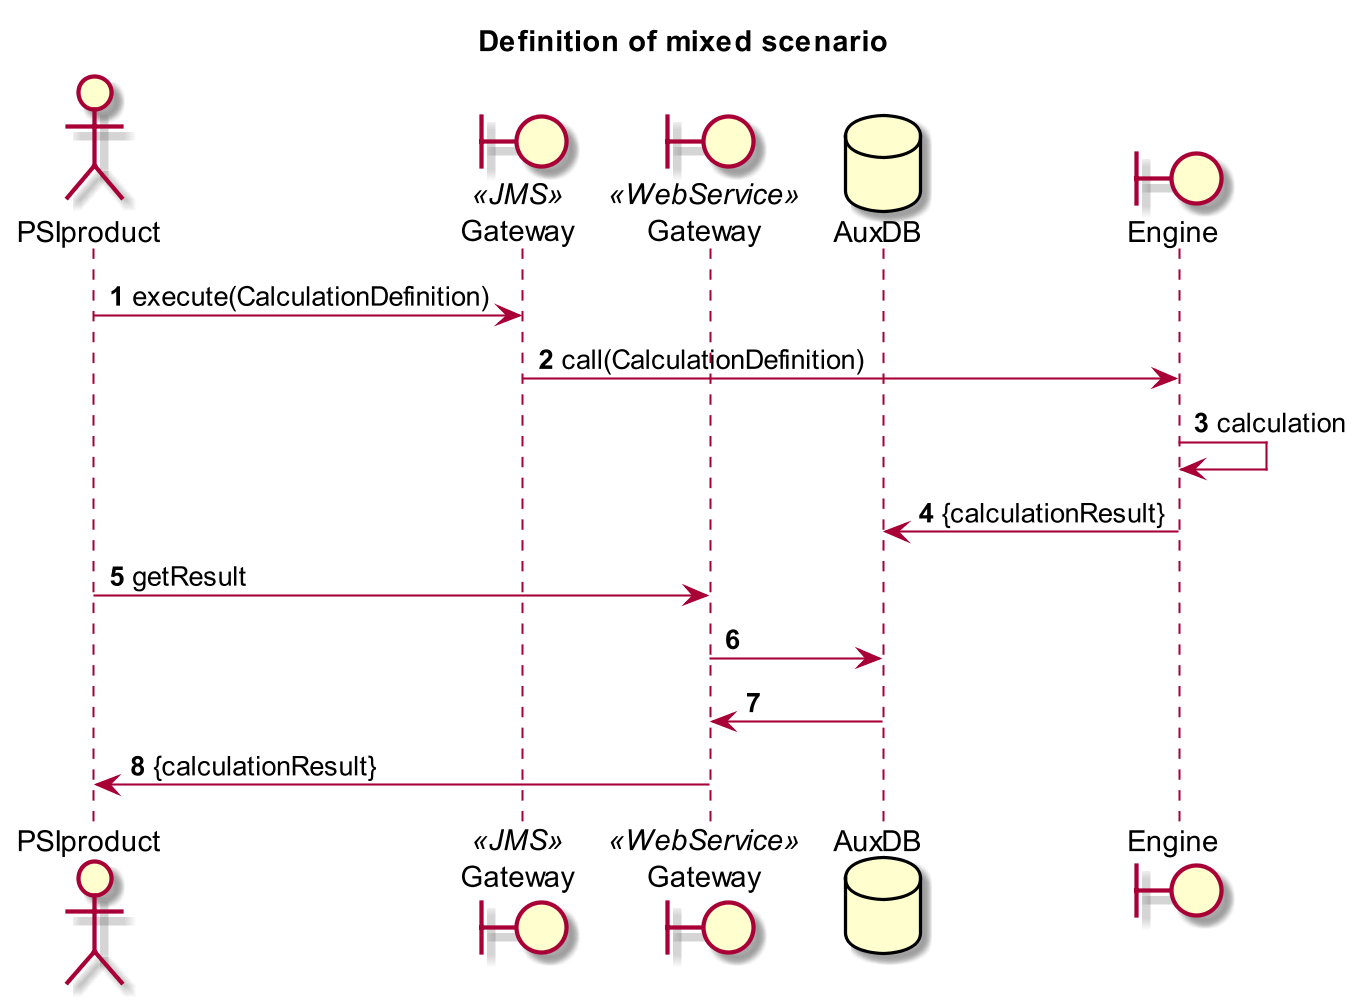 Definition of mixed scenario
PSIproduct
«JMS»
Gateway
«WebService»
Gateway
AuxDB
Engine
1 execute(CalculationDefinition)
2 call(CalculationDefinition)
3 calculation
4 {calculationResult}
5 getResult
6
7
8 {calculationResult}
PSIproduct
«JMS»
Gateway
«WebService»
Gateway
AuxDB
Engine